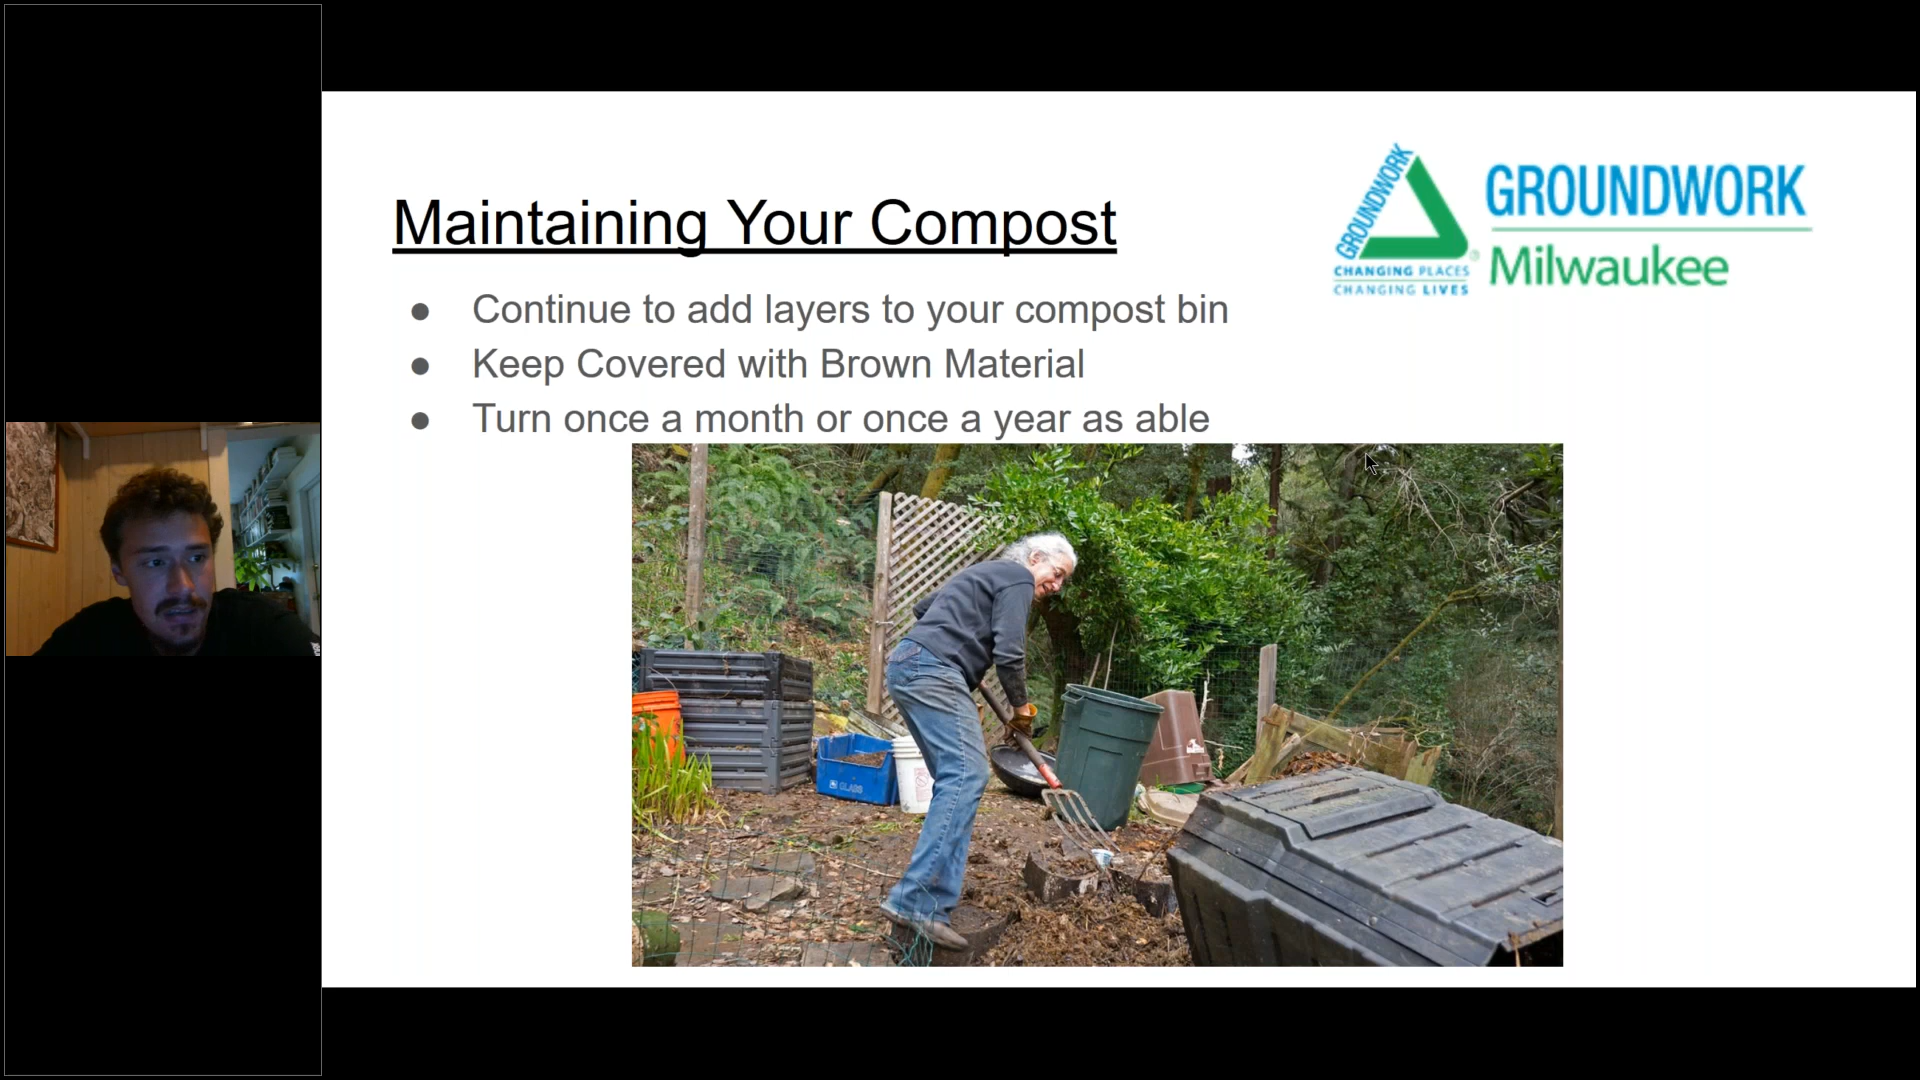 Maintaining Your Compost
● Continue to add layers to your compost bin
● Keep Covered with Brown Material
● Turn once a month or once a year as able
GROUNDWORK
CHANGING PLACES
CHANGING LIVES
®
GROUNDWORK
Milwaukee
GLASS